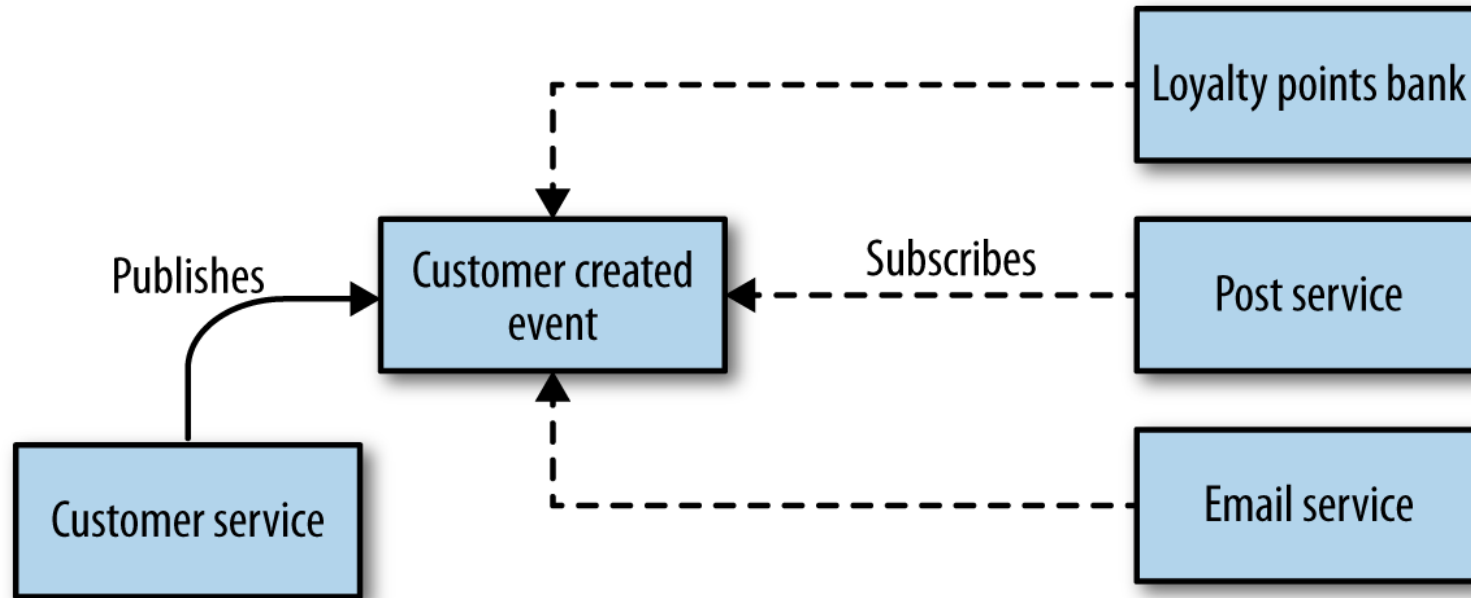 Loyalty points bank
Publishes
Customer created
event
Subscribes
Post service
Customer service
Email service